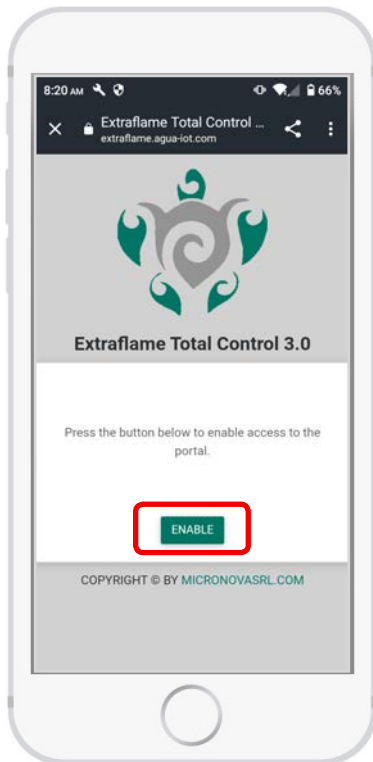 8:20 AM 66%
Extraflame Total Control ...
extraflame.agua-iot.com
Extraflame Total Control 3.0
Press the button below to enable access to the
portal.
ENABLE
COPYRIGHT © BY MICRONOVASRL.COM